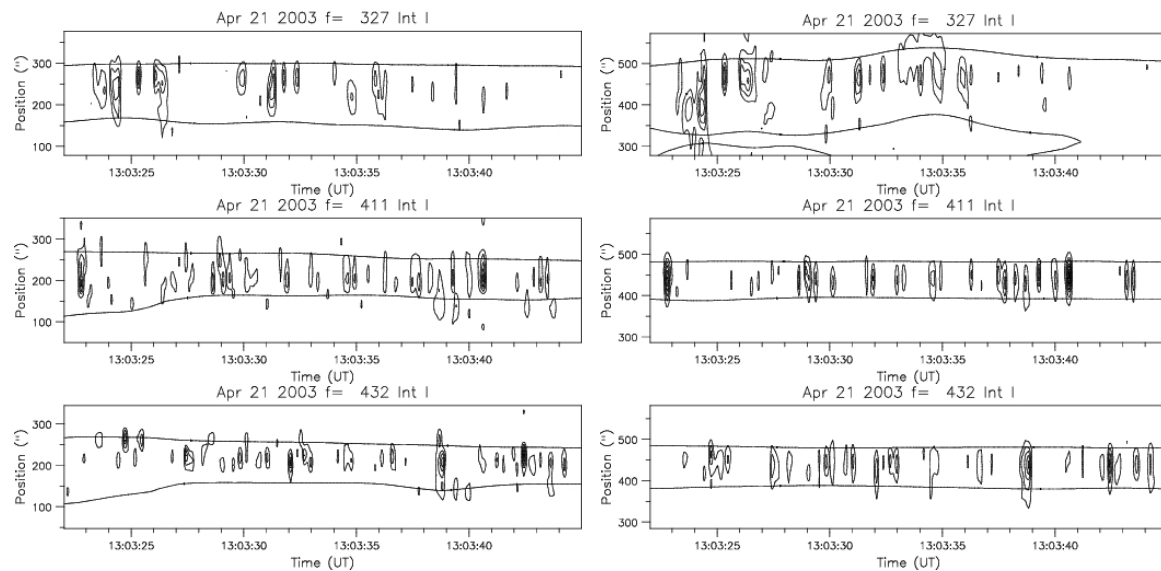 Apr 21 2003 f= 327 Int I
Position (")
300
200
100
13:03:25 13:03:30 13:03:35 13:03:40
Time (UT)
Apr 21 2003 f= 327 Int I
Position (")
500
400
300
13:03:25 13:03:30 13:03:35 13:03:40
Time (UT)
Apr 21 2003 f= 411 Int I
Position (")
300
200
100
13:03:25 13:03:30 13:03:35 13:03:40
Time (UT)
Apr 21 2003 f= 411 Int I
Position (")
500
400
300
13:03:25 13:03:30 13:03:35 13:03:40
Time (UT)
Apr 21 2003 f= 432 Int I
Position (")
300
200
100
13:03:25 13:03:30 13:03:35 13:03:40
Time (UT)
Apr 21 2003 f= 432 Int I
Position (")
500
400
300
13:03:25 13:03:30 13:03:35 13:03:40
Time (UT)